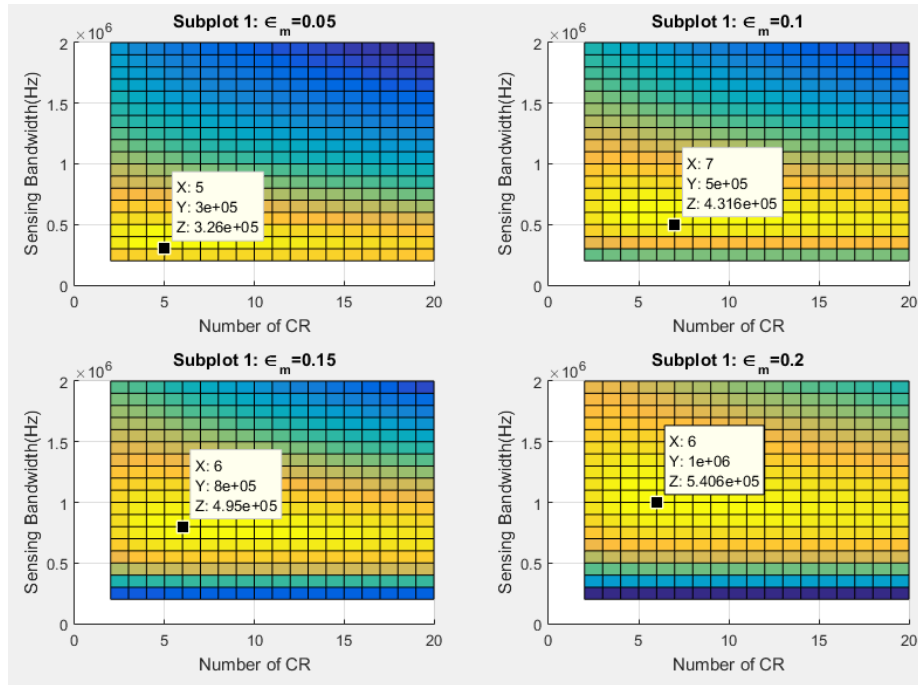 Subplot 1: ∈_m=0.05
×10^6
2
1.5
1
0.5
0
Sensing Bandwidth(Hz)
X: 5
Y: 3e+05
Z: 3.26e+05
0 5 10 15 20
Number of CR
Subplot 1: ∈_m=0.1
×10^6
2
1.5
1
0.5
0
Sensing Bandwidth(Hz)
X: 7
Y: 5e+05
Z: 4.316e+05
0 5 10 15 20
Number of CR
Subplot 1: ∈_m=0.15
×10^6
2
1.5
1
0.5
0
Sensing Bandwidth(Hz)
X: 6
Y: 8e+05
Z: 4.95e+05
0 5 10 15 20
Number of CR
Subplot 1: ∈_m=0.2
×10^6
2
1.5
1
0.5
0
Sensing Bandwidth(Hz)
X: 6
Y: 1e+06
Z: 5.406e+05
0 5 10 15 20
Number of CR